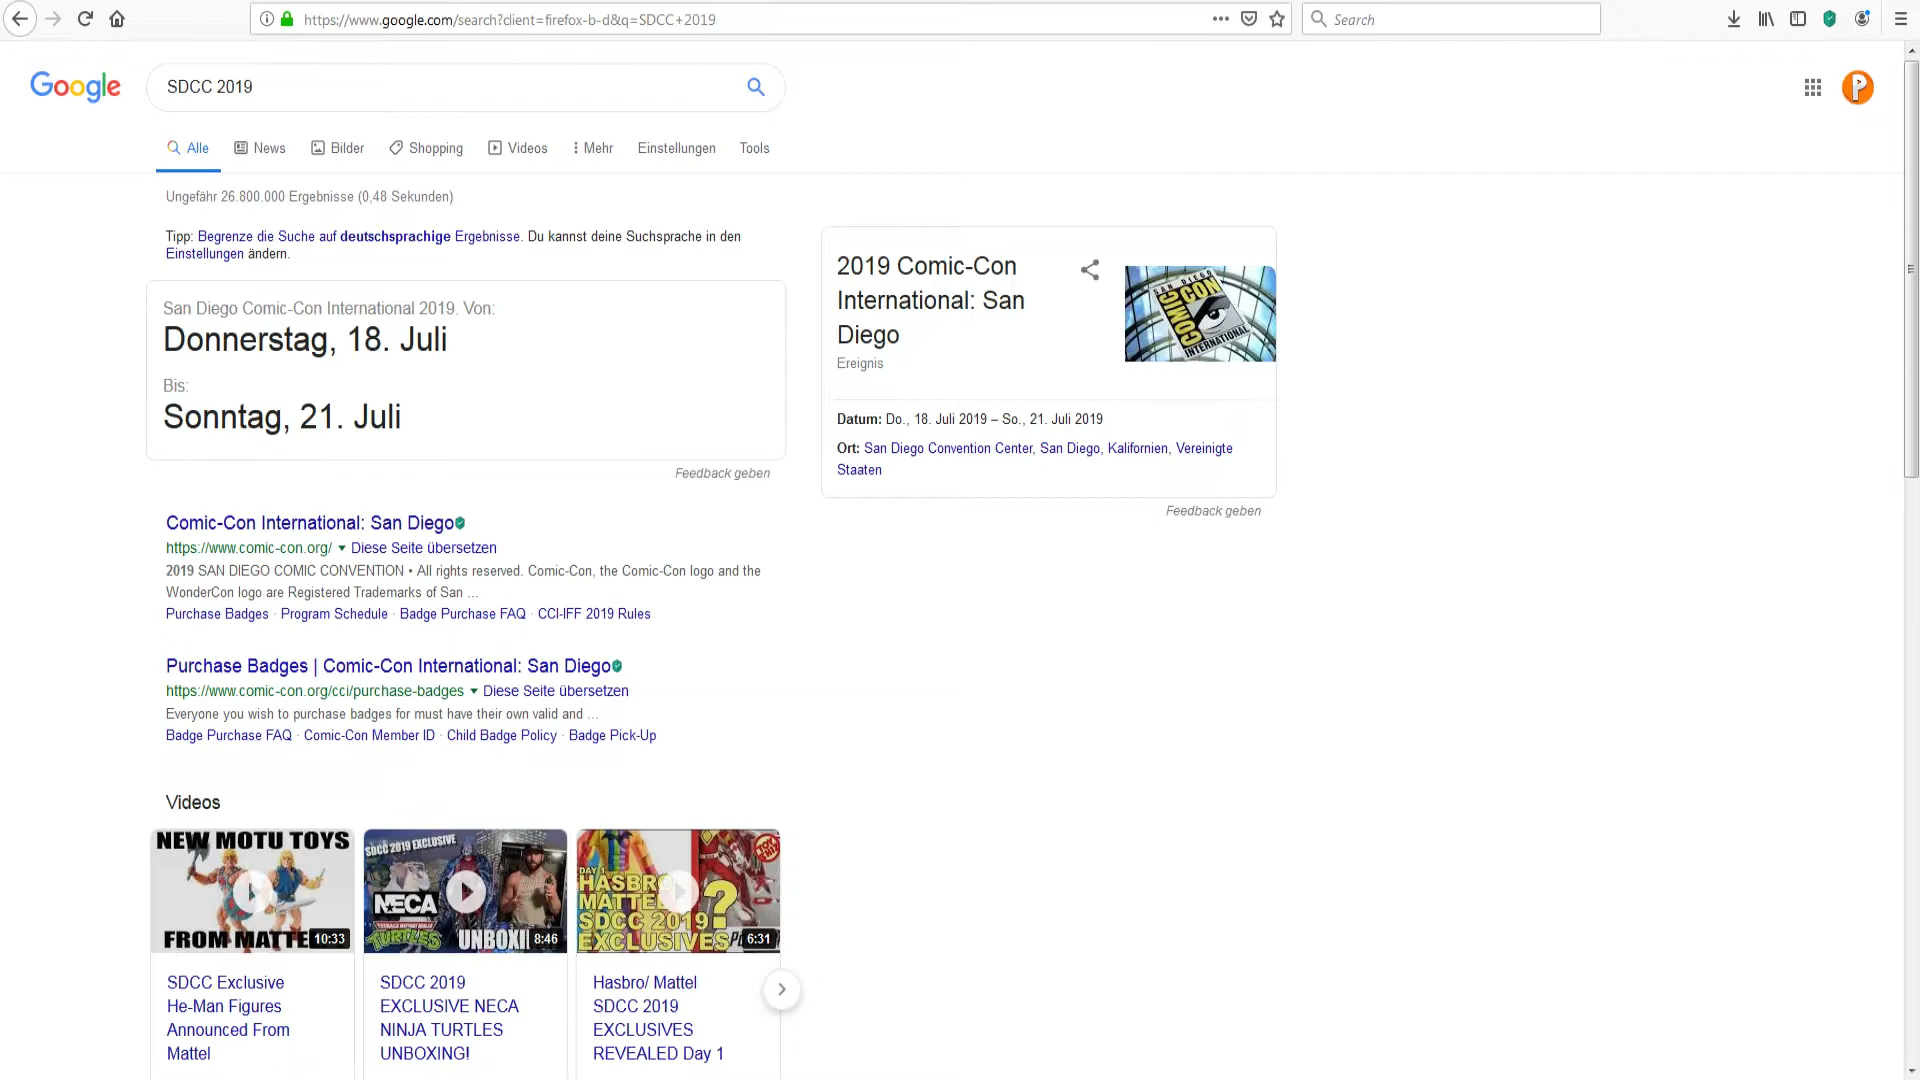 https://www.google.com/search?client=firefox-b-d&q=SDCC+2019
Search
Google
SDCC 2019
P
Alle News Bilder Shopping Videos Mehr Einstellungen Tools
Ungefähr 26.800.000 Ergebnisse (0,48 Sekunden)
Tipp: Begrenze die Suche auf deutschsprachige Ergebnisse. Du kannst deine Suchsprache in den
Einstellungen ändern.
San Diego Comic-Con International 2019. Von:
Donnerstag, 18. Juli
Bis:
Sonntag, 21. Juli
Feedback geben
2019 Comic-Con
International: San
Diego
Ereignis
SAN DIEGO
COMIC CON
INTERNATIONAL
Datum: Do., 18. Juli 2019 – So., 21. Juli 2019
Ort: San Diego Convention Center, San Diego, Kalifornien, Vereinigte
Staaten
Feedback geben
Comic-Con International: San Diego
https://www.comic-con.org/ Diese Seite übersetzen
2019 SAN DIEGO COMIC CONVENTION • All rights reserved. Comic-Con, the Comic-Con logo and the
WonderCon logo are Registered Trademarks of San ...
Purchase Badges · Program Schedule · Badge Purchase FAQ · CCI-IFF 2019 Rules
Purchase Badges | Comic-Con International: San Diego
https://www.comic-con.org/cci/purchase-badges Diese Seite übersetzen
Everyone you wish to purchase badges for must have their own valid and ...
Badge Purchase FAQ · Comic-Con Member ID · Child Badge Policy · Badge Pick-Up
Videos
NEW MOTU TOYS
FROM MATTE
10:33
SDCC Exclusive
He-Man Figures
Announced From
Mattel
SDCC 2019 EXCLUSIVE
NECA
TURTLES
UNBOXI
8:46
SDCC 2019
EXCLUSIVE NECA
NINJA TURTLES
UNBOXING!
DAY 1
HASBRO
MATTEL
SDCC 2019
EXCLUSIVES
?
6:31
Hasbro/ Mattel
SDCC 2019
EXCLUSIVES
REVEALED Day 1